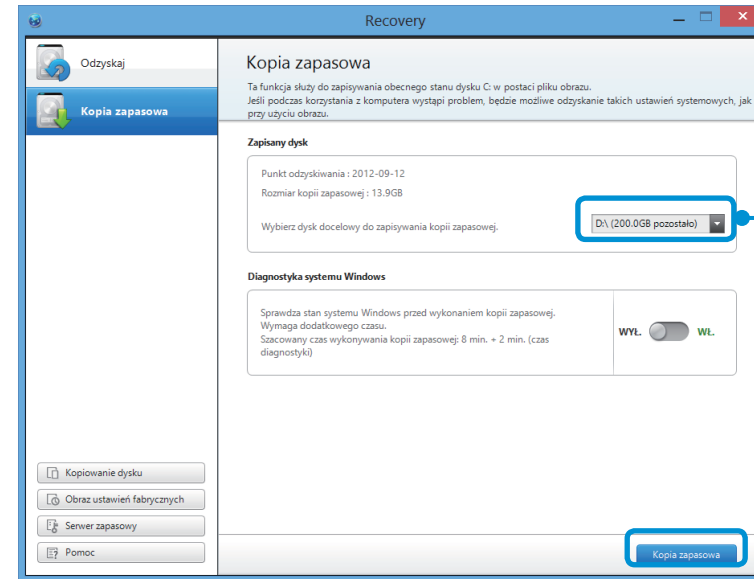 Recovery
Odzyskaj
Kopia zapasowa
Kopia zapasowa
Ta funkcja służy do zapisywania obecnego stanu dysku C: w postaci pliku obrazu.
Jeśli podczas korzystania z komputera wystąpi problem, będzie możliwe odzyskanie takich ustawień systemowych, jak
przy użyciu obrazu.
Zapisany dysk
Punkt odzyskiwania : 2012-09-12
Rozmiar kopii zapasowej : 13.9GB
Wybierz dysk docelowy do zapisywania kopii zapasowej.
D:\ (200.0GB pozostało)
Diagnostyka systemu Windows
Sprawdza stan systemu Windows przed wykonaniem kopii zapasowej.
Wymaga dodatkowego czasu.
Szacowany czas wykonywania kopii zapasowej: 8 min. + 2 min. (czas
diagnostyki)
WYŁ. WŁ.
Kopiowanie dysku
Obraz ustawień fabrycznych
Serwer zapasowy
Pomoc
Kopia zapasowa